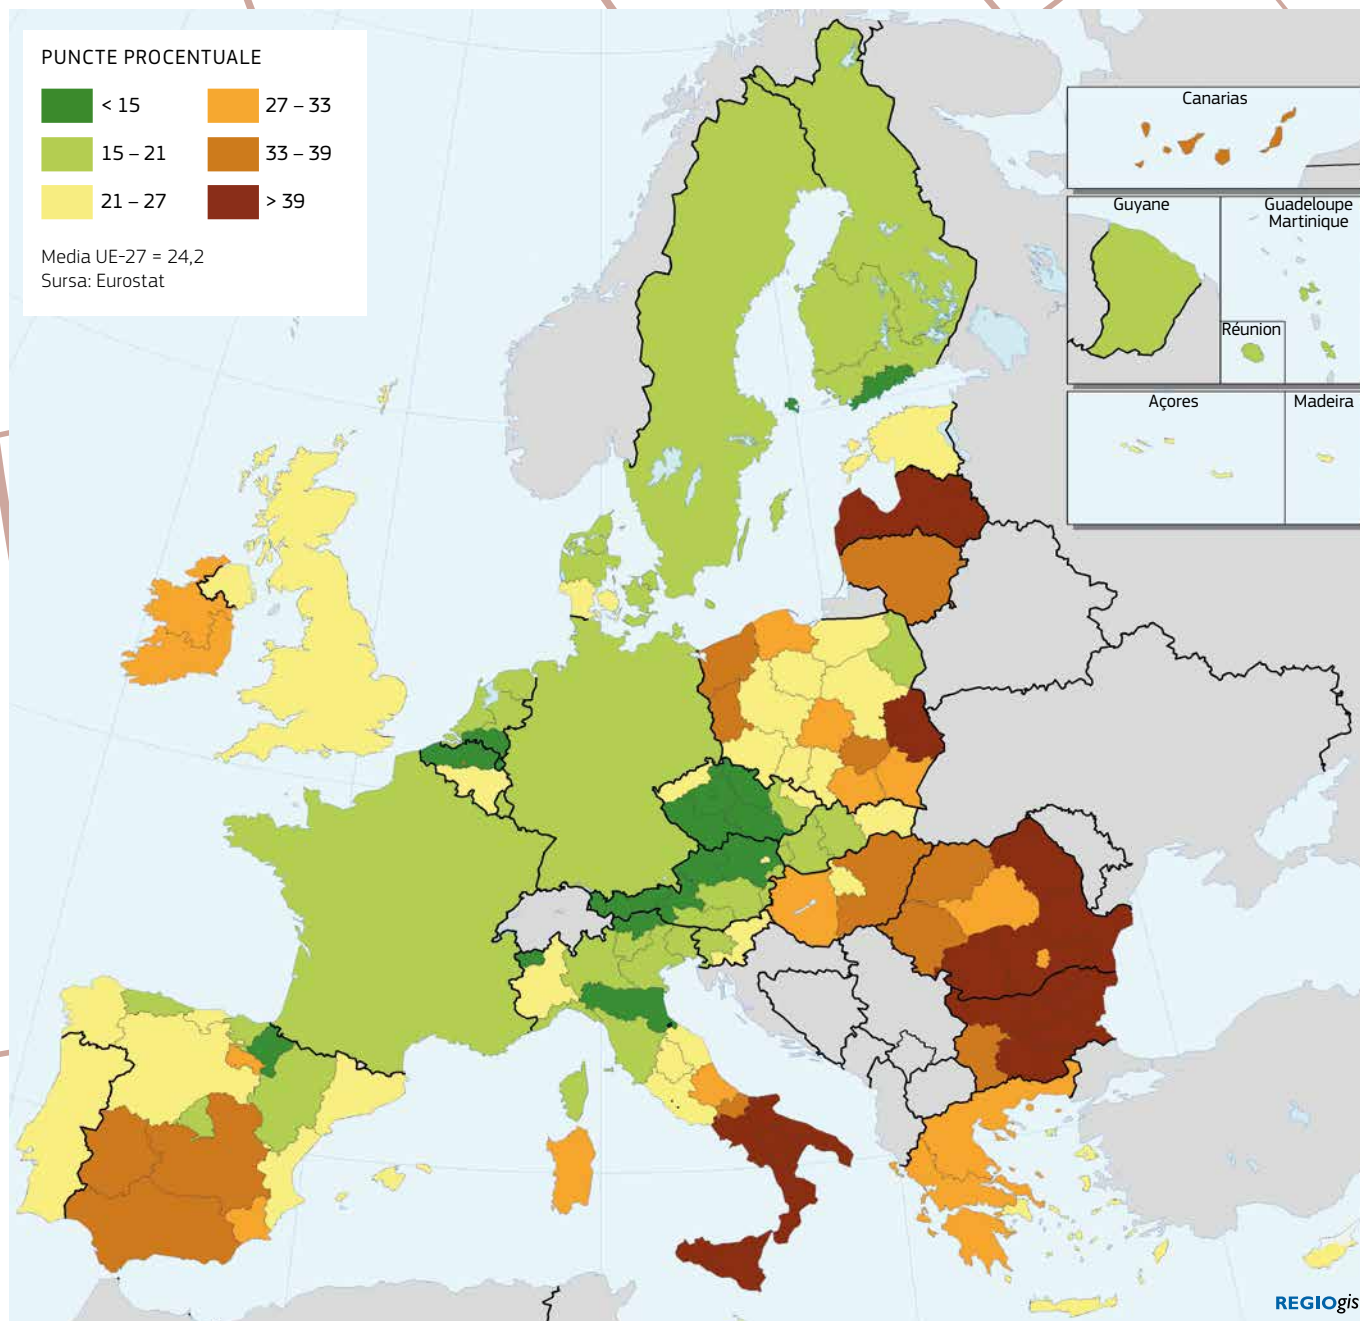 PUNCTE PROCENTUALE
< 15
27 – 33
15 – 21
33 – 39
21 – 27
> 39
Media UE-27 = 24,2
Sursa: Eurostat
Canarias
Guyane
Guadeloupe
Martinique
Réunion
Açores
Madeira
REGIOgis